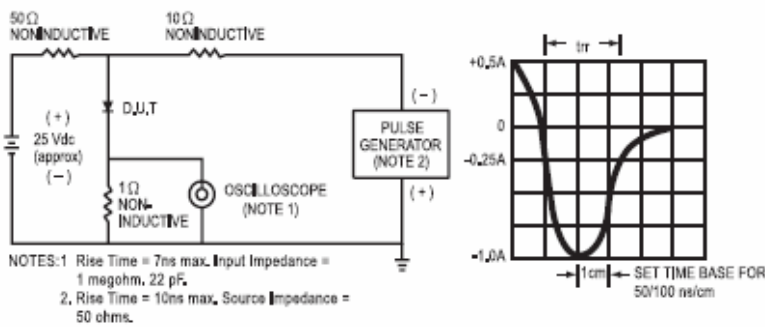 50Ω
NONINDUCTIVE
10Ω
NONINDUCTIVE
(+)
25 Vdc
(approx)
(−)
D.U.T
1Ω
NON-
INDUCTIVE
OSCILLOSCOPE
(NOTE 1)
(−)
PULSE
GENERATOR
(NOTE 2)
(+)
trr
+0.5A
0
-0.25A
-1.0A
1cm
SET TIME BASE FOR
50/100 ns/cm
NOTES:1 Rise Time = 7ns max. Input Impedance =
1 megohm. 22 pF.
2. Rise Time = 10ns max. Source Impedance =
50 ohms.